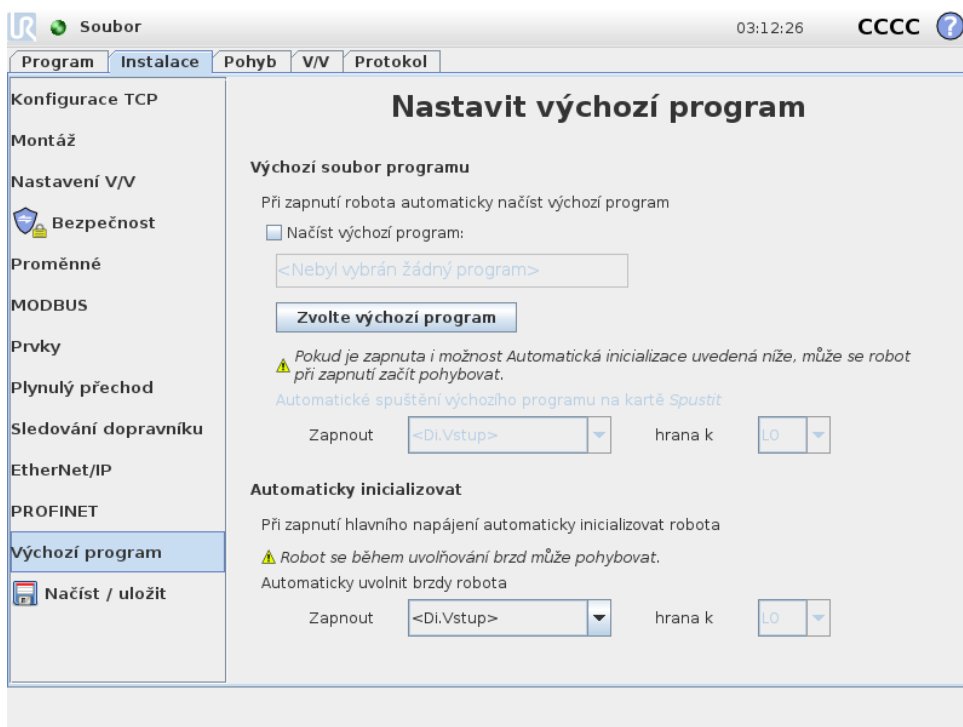 UR Soubor 03:12:26 CCCC ?
Program Instalace Pohyb V/V Protokol
Konfigurace TCP
Montáž
Nastavení V/V
Bezpečnost
Proměnné
MODBUS
Prvky
Plynulý přechod
Sledování dopravníku
EtherNet/IP
PROFINET
Výchozí program
Načíst / uložit
Nastavit výchozí program
Výchozí soubor programu
Při zapnutí robota automaticky načíst výchozí program
Načíst výchozí program:
<Nebyl vybrán žádný program>
Zvolte výchozí program
Pokud je zapnuta i možnost Automatická inicializace uvedená níže, může se robot
při zapnutí začít pohybovat.
Automatické spuštění výchozího programu na kartě Spustit
Zapnout <Di.Vstup> hrana k L0
Automaticky inicializovat
Při zapnutí hlavního napájení automaticky inicializovat robota
Robot se během uvolňování brzd může pohybovat.
Automaticky uvolnit brzdy robota
Zapnout <Di.Vstup> hrana k L0